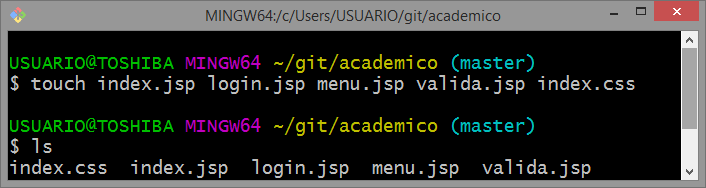 MINGW64:/c/Users/USUARIO/git/academico
USUARIO@TOSHIBA MINGW64 ~/git/academico (master)
$ touch index.jsp login.jsp menu.jsp valida.jsp index.css
USUARIO@TOSHIBA MINGW64 ~/git/academico (master)
$ ls
index.css  index.jsp  login.jsp  menu.jsp  valida.jsp